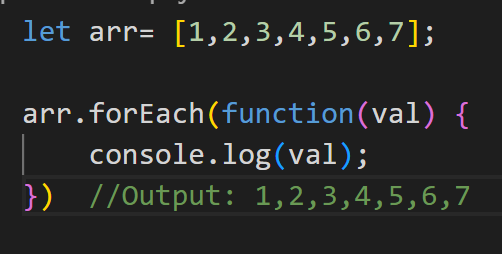 let arr= [1,2,3,4,5,6,7];
arr.forEach(function(val) {
    console.log(val);
})  //Output: 1,2,3,4,5,6,7